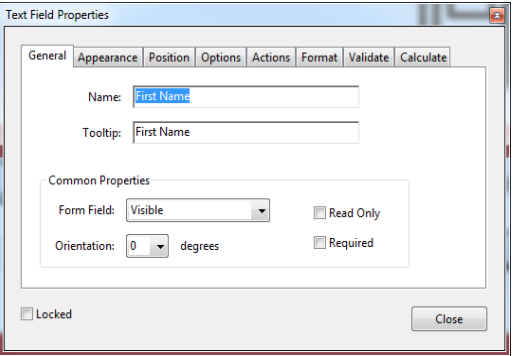 Text Field Properties
General Appearance Position Options Actions Format Validate Calculate
Name: First Name
Tooltip: First Name
Common Properties
Form Field: Visible Read Only
Orientation: 0 degrees Required
Locked Close